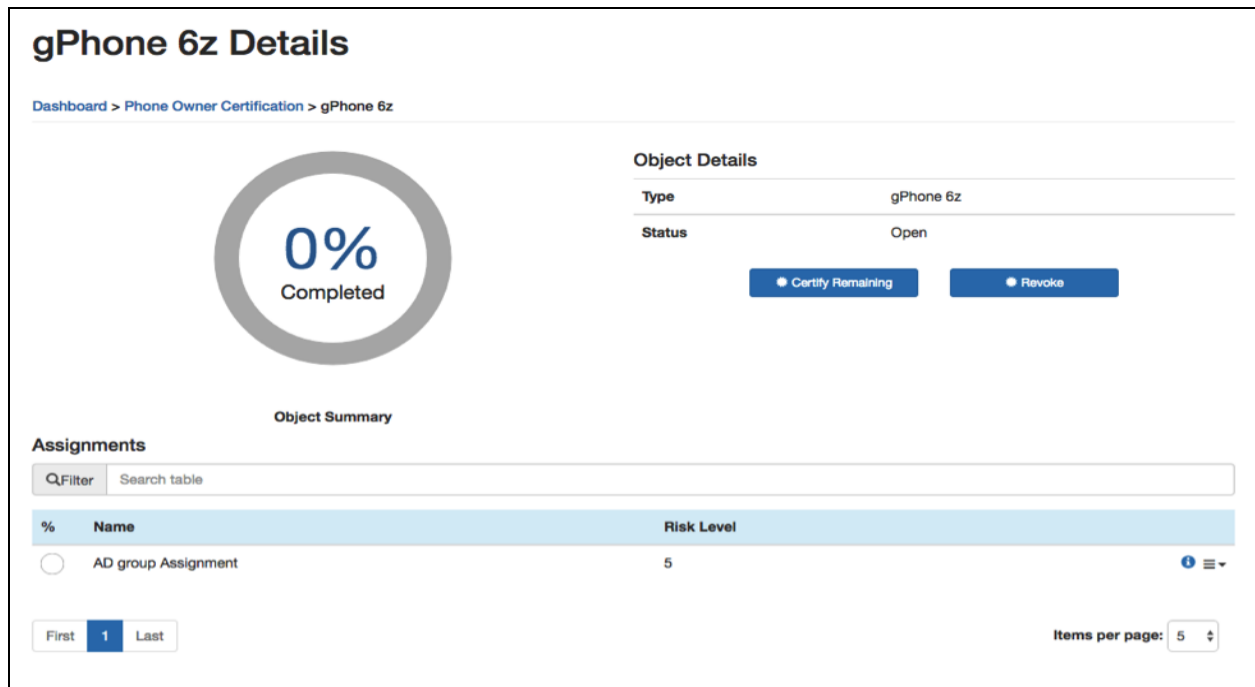 gPhone 6z Details
Dashboard > Phone Owner Certification > gPhone 6z
0%
Completed
Object Summary
Object Details
Type gPhone 6z
Status Open
Certify Remaining Revoke
Assignments
Filter Search table
% Name Risk Level
AD group Assignment 5
First 1 Last Items per page: 5